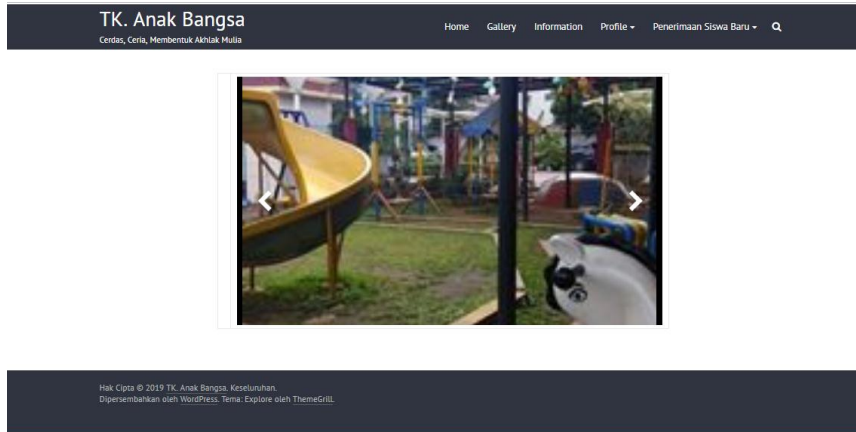 TK. Anak Bangsa
Cerdas, Ceria, Membentuk Akhlak Mulia
Home Gallery Information Profile Penerimaan Siswa Baru
Hak Cipta © 2019 TK. Anak Bangsa. Keseluruhan.
Dipersembahkan oleh WordPress. Tema: Explore oleh ThemeGrill.